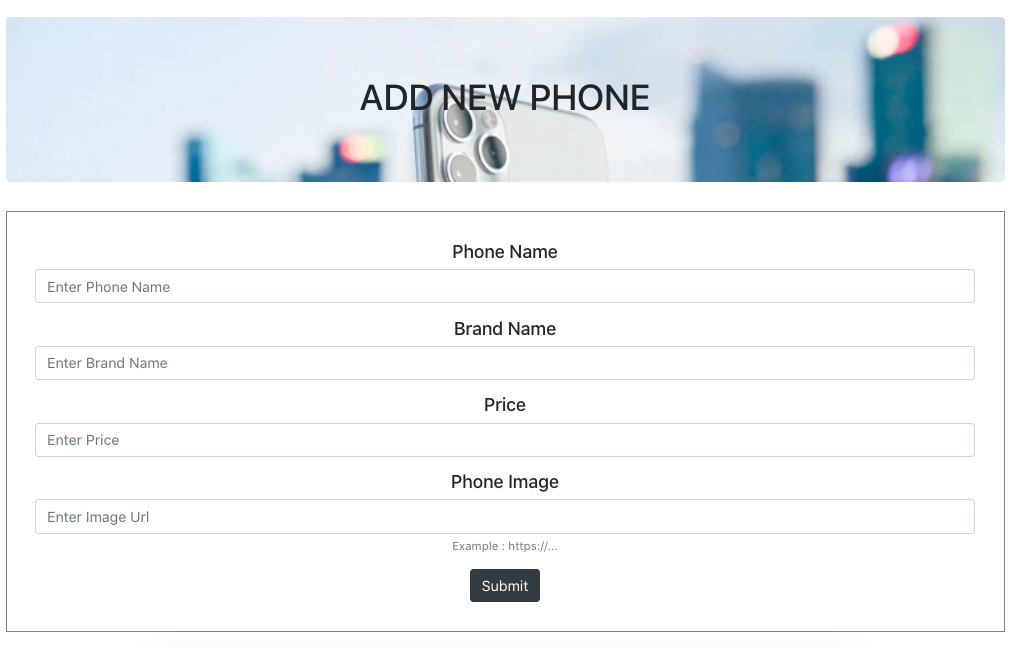 ADD NEW PHONE
Phone Name
Enter Phone Name
Brand Name
Enter Brand Name
Price
Enter Price
Phone Image
Enter Image Url
Example : https://...
Submit